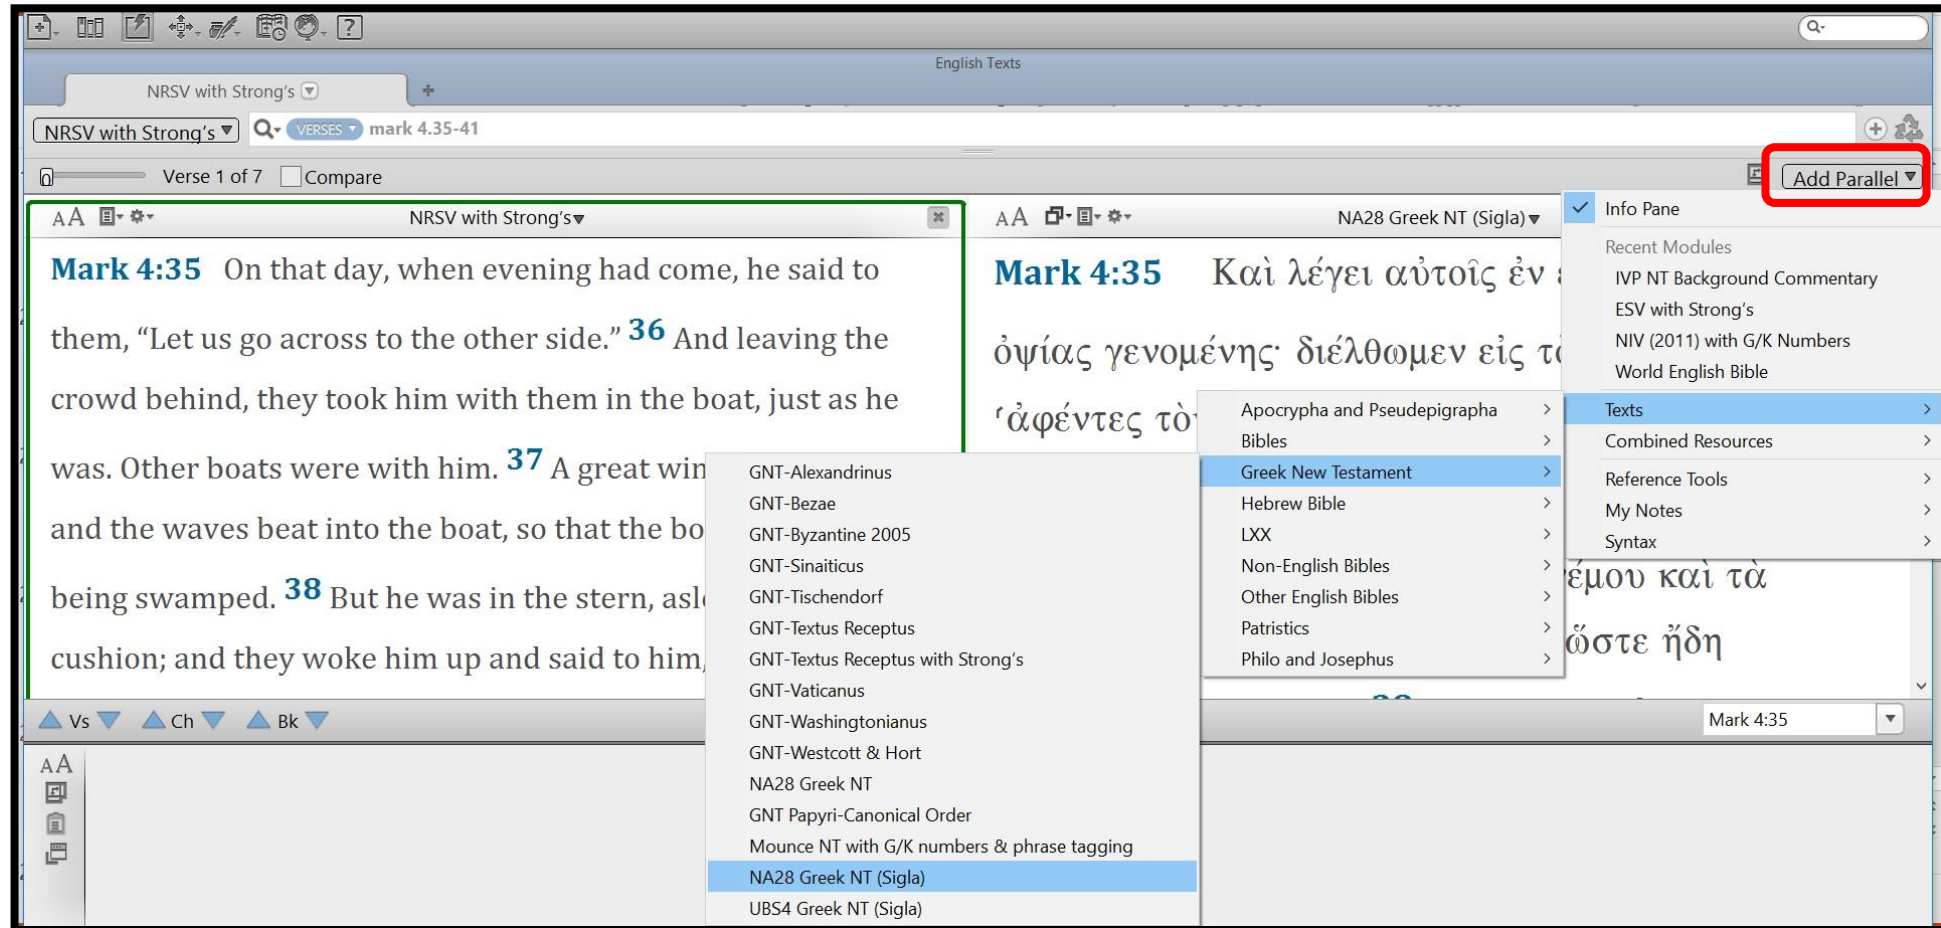 English Texts
NRSV with Strong's
NRSV with Strong's VERSES mark 4.35-41
Verse 1 of 7 Compare Add Parallel
AA NRSV with Strong's
Mark 4:35 On that day, when evening had come, he said to
them, “Let us go across to the other side.” 36 And leaving the
crowd behind, they took him with them in the boat, just as he
was. Other boats were with him. 37 A great win
and the waves beat into the boat, so that the bo
being swamped. 38 But he was in the stern, asl
cushion; and they woke him up and said to him,
AA NA28 Greek NT (Sigla)
Mark 4:35 Καὶ λέγει αὐτοῖς ἐν
ὀψίας γενομένης· διέλθωμεν εἰς τὸ
⸂ἀφέντες τὸν
έμου καὶ τὰ
ὥστε ἤδη
Info Pane
Recent Modules
IVP NT Background Commentary
ESV with Strong's
NIV (2011) with G/K Numbers
World English Bible
Texts
Combined Resources
Reference Tools
My Notes
Syntax
Apocrypha and Pseudepigrapha
Bibles
Greek New Testament
Hebrew Bible
LXX
Non-English Bibles
Other English Bibles
Patristics
Philo and Josephus
GNT-Alexandrinus
GNT-Bezae
GNT-Byzantine 2005
GNT-Sinaiticus
GNT-Tischendorf
GNT-Textus Receptus
GNT-Textus Receptus with Strong's
GNT-Vaticanus
GNT-Washingtonianus
GNT-Westcott & Hort
NA28 Greek NT
GNT Papyri-Canonical Order
Mounce NT with G/K numbers & phrase tagging
NA28 Greek NT (Sigla)
UBS4 Greek NT (Sigla)
Vs Ch Bk Mark 4:35
AA